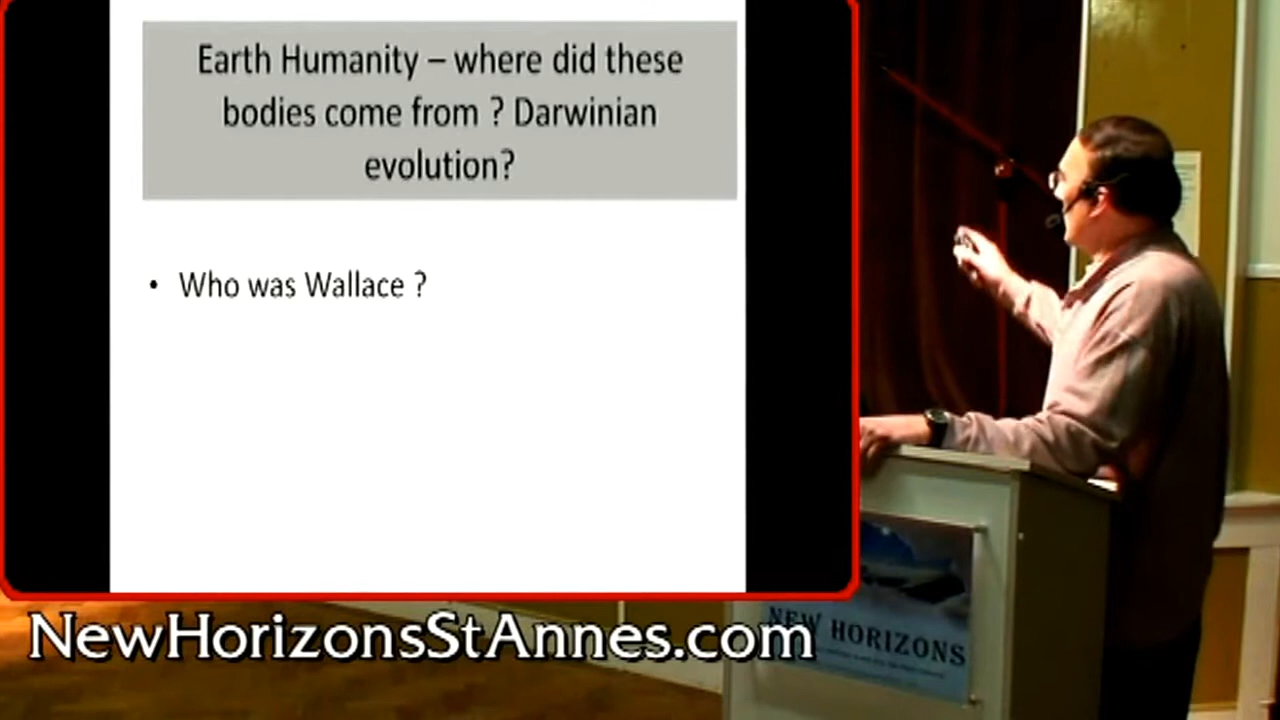 Earth Humanity – where did these
bodies come from ? Darwinian
evolution?
• Who was Wallace ?
NewHorizonsStAnnes.com
NEW HORIZONS